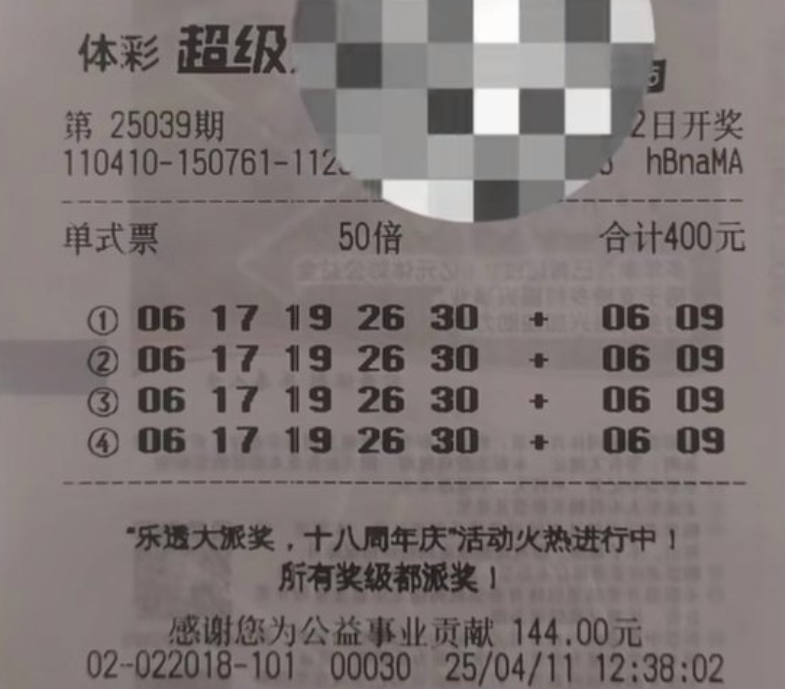 体彩 超级
第 25039期 2日开奖
110410-150761-112 hBnaMA
单式票 50倍 合计400元
① 06 17 19 26 30 + 06 09
② 06 17 19 26 30 + 06 09
③ 06 17 19 26 30 + 06 09
④ 06 17 19 26 30 + 06 09
“乐透大派奖，十八周年庆”活动火热进行中！
所有奖级都派奖！
感谢您为公益事业贡献 144.00元
02-022018-101 00030 25/04/11 12:38:02